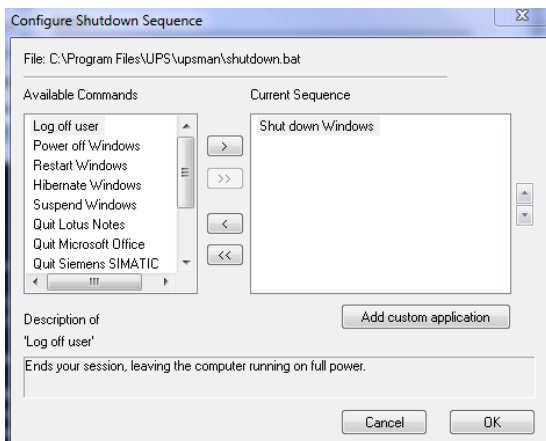 Configure Shutdown Sequence
File: C:\Program Files\UPS\upsman\shutdown.bat
Available Commands
Current Sequence
Log off user
Power off Windows
Restart Windows
Hibernate Windows
Suspend Windows
Quit Lotus Notes
Quit Microsoft Office
Quit Siemens SIMATIC
>
>>
<
<<
Shut down Windows
Add custom application
Description of
'Log off user'
Ends your session, leaving the computer running on full power.
Cancel
OK